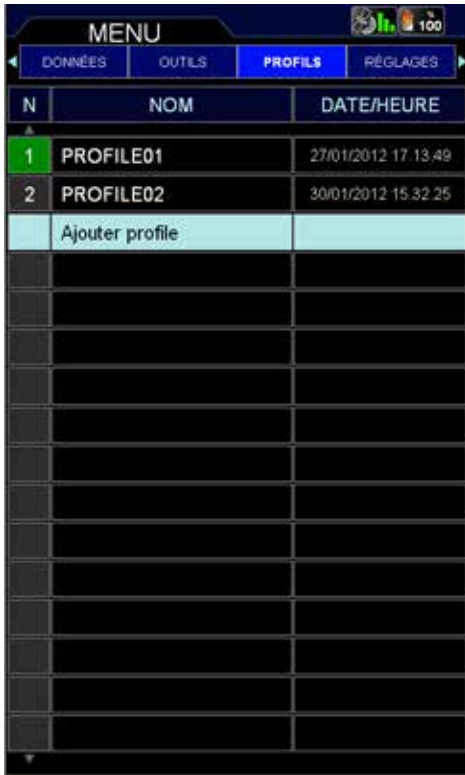 MENU
100
DONNÉES OUTILS PROFILS RÉGLAGES
N NOM DATE/HEURE
1 PROFILE01 27/01/2012 17.13.49
2 PROFILE02 30/01/2012 15.32.25
Ajouter profile